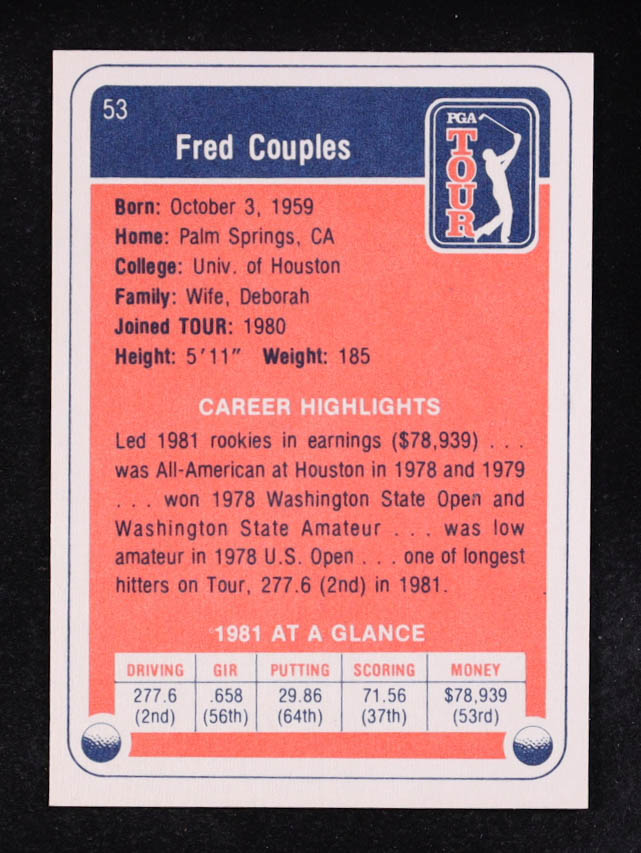 53
Fred Couples
PGA
TOUR
Born: October 3, 1959
Home: Palm Springs, CA
College: Univ. of Houston
Family: Wife, Deborah
Joined TOUR: 1980
Height: 5'11" Weight: 185
CAREER HIGHLIGHTS
Led 1981 rookies in earnings ($78,939) . . .
was All-American at Houston in 1978 and 1979
. . . won 1978 Washington State Open and
Washington State Amateur . . . was low
amateur in 1978 U.S. Open . . . one of longest
hitters on Tour, 277.6 (2nd) in 1981.
1981 AT A GLANCE
DRIVING GIR PUTTING SCORING MONEY
277.6 .658 29.86 71.56 $78,939
(2nd) (56th) (64th) (37th) (53rd)